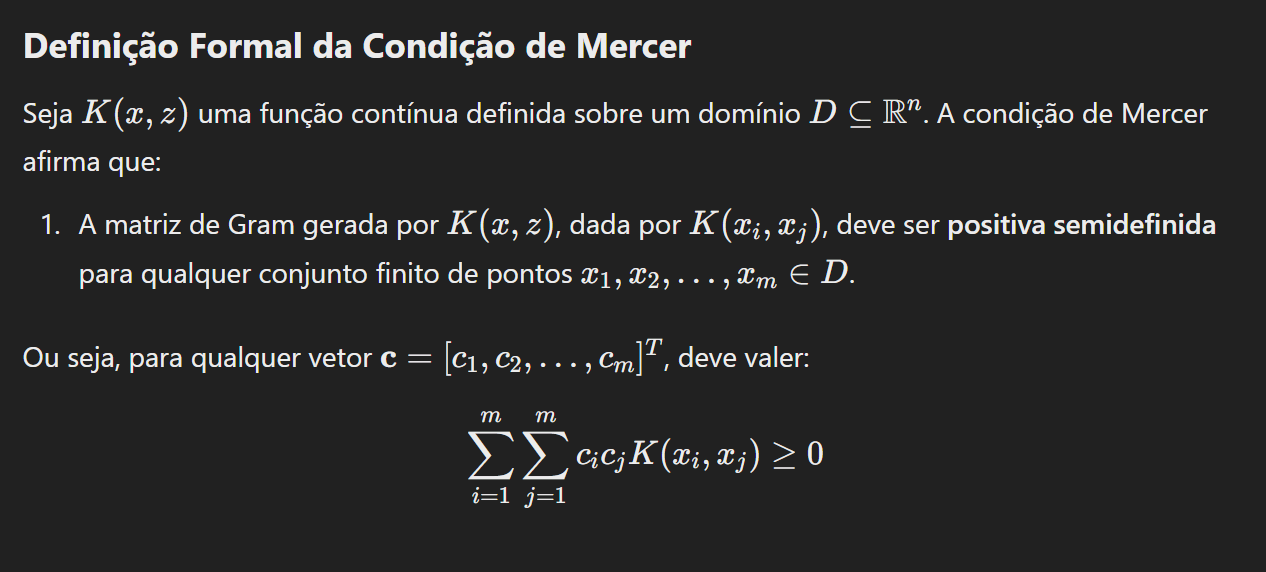 Definição Formal da Condição de Mercer
Seja K(x, z) uma função contínua definida sobre um domínio D ⊆ ℝⁿ. A condição de Mercer
afirma que:
1. A matriz de Gram gerada por K(x, z), dada por K(xᵢ, xⱼ), deve ser positiva semidefinida
para qualquer conjunto finito de pontos x₁, x₂, . . . , xₘ ∈ D.
Ou seja, para qualquer vetor c = [c₁, c₂, . . . , cₘ]ᵀ, deve valer:
∑ᵢ₌₁ᵐ ∑ⱼ₌₁ᵐ cᵢcⱼK(xᵢ, xⱼ) ≥ 0